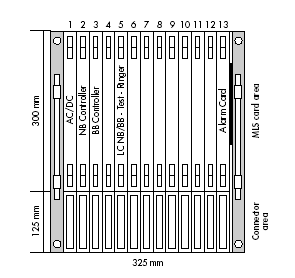 1 2 3 4 5 6 7 8 9 10 11 12 13
AC/DC
NB Controller
BB Controller
LC NB/BB - Test - Ringer
Alarm Card
300 mm
MLS card area
125 mm
Connector
area
325 mm